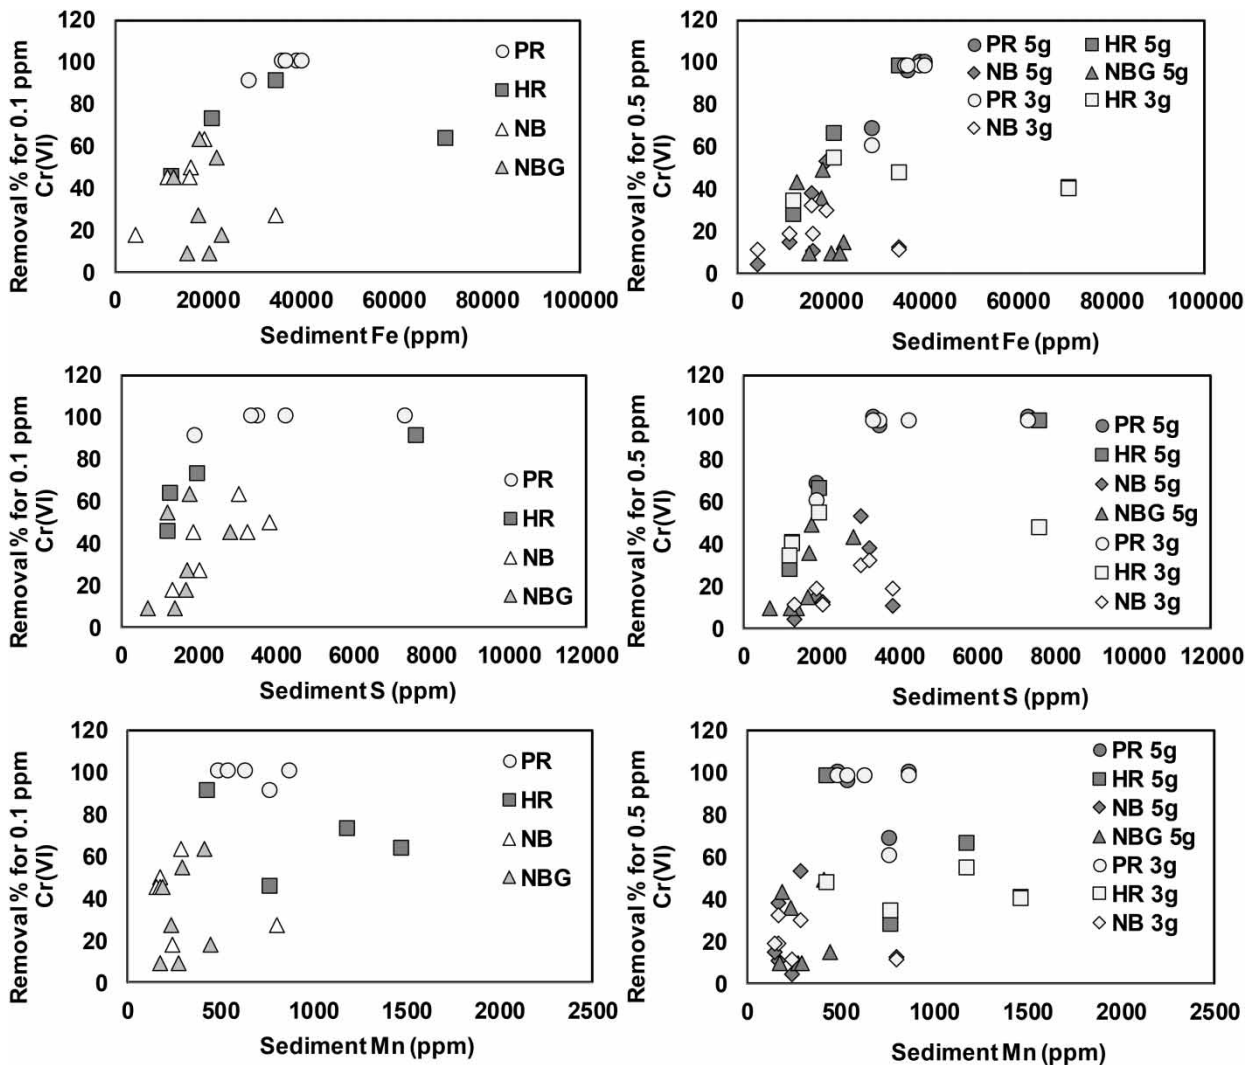 Removal % for 0.1 ppm
Cr(VI)
120
100
80
60
40
20
0
PR
HR
NB
NBG
0 20000 40000 60000 80000 100000
Sediment Fe (ppm)
Removal % for 0.5 ppm
Cr(VI)
120
100
80
60
40
20
0
PR 5g HR 5g
NB 5g NBG 5g
PR 3g HR 3g
NB 3g
0 20000 40000 60000 80000 100000
Sediment Fe (ppm)
Removal % for 0.1 ppm
Cr(VI)
120
100
80
60
40
20
0
PR
HR
NB
NBG
0 2000 4000 6000 8000 10000 12000
Sediment S (ppm)
Removal % for 0.5 ppm
Cr(VI)
120
100
80
60
40
20
0
PR 5g
HR 5g
NB 5g
NBG 5g
PR 3g
HR 3g
NB 3g
0 2000 4000 6000 8000 10000 12000
Sediment S (ppm)
Removal % for 0.1 ppm
Cr(VI)
120
100
80
60
40
20
0
PR
HR
NB
NBG
0 500 1000 1500 2000 2500
Sediment Mn (ppm)
Removal % for 0.5 ppm
Cr(VI)
120
100
80
60
40
20
0
PR 5g
HR 5g
NB 5g
NBG 5g
PR 3g
HR 3g
NB 3g
0 500 1000 1500 2000 2500
Sediment Mn (ppm)